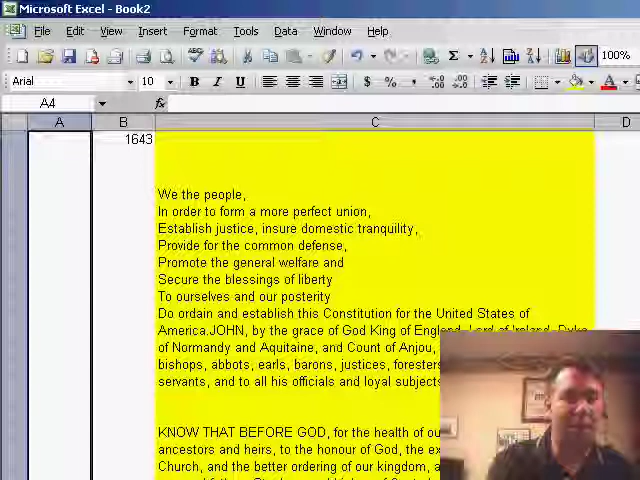 Microsoft Excel - Book2
File Edit View Insert Format Tools Data Window Help
100%
Arial 10 B I U $ % ,
A4 fx
A B C D
1643
We the people,
In order to form a more perfect union,
Establish justice, insure domestic tranquility,
Provide for the common defense,
Promote the general welfare and
Secure the blessings of liberty
To ourselves and our posterity
Do ordain and establish this Constitution for the United States of
America.JOHN, by the grace of God King of England, Lord of Ireland, Duke
of Normandy and Aquitaine, and Count of Anjou,
bishops, abbots, earls, barons, justices, foresters
servants, and to all his officials and loyal subjects
KNOW THAT BEFORE GOD, for the health of ou
ancestors and heirs, to the honour of God, the ex
Church, and the better ordering of our kingdom, a